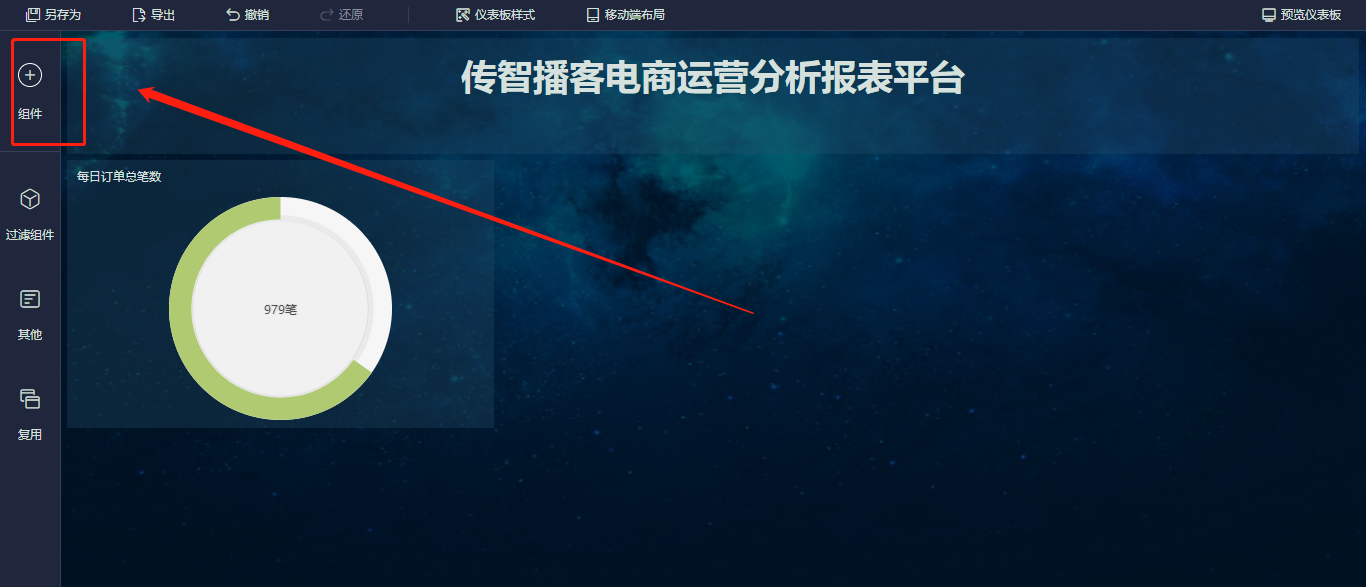 另存为
导出
撤销
还原
仪表板样式
移动端布局
预览仪表板
组件
过滤组件
其他
复用
传智播客电商运营分析报表平台
每日订单总笔数
979笔